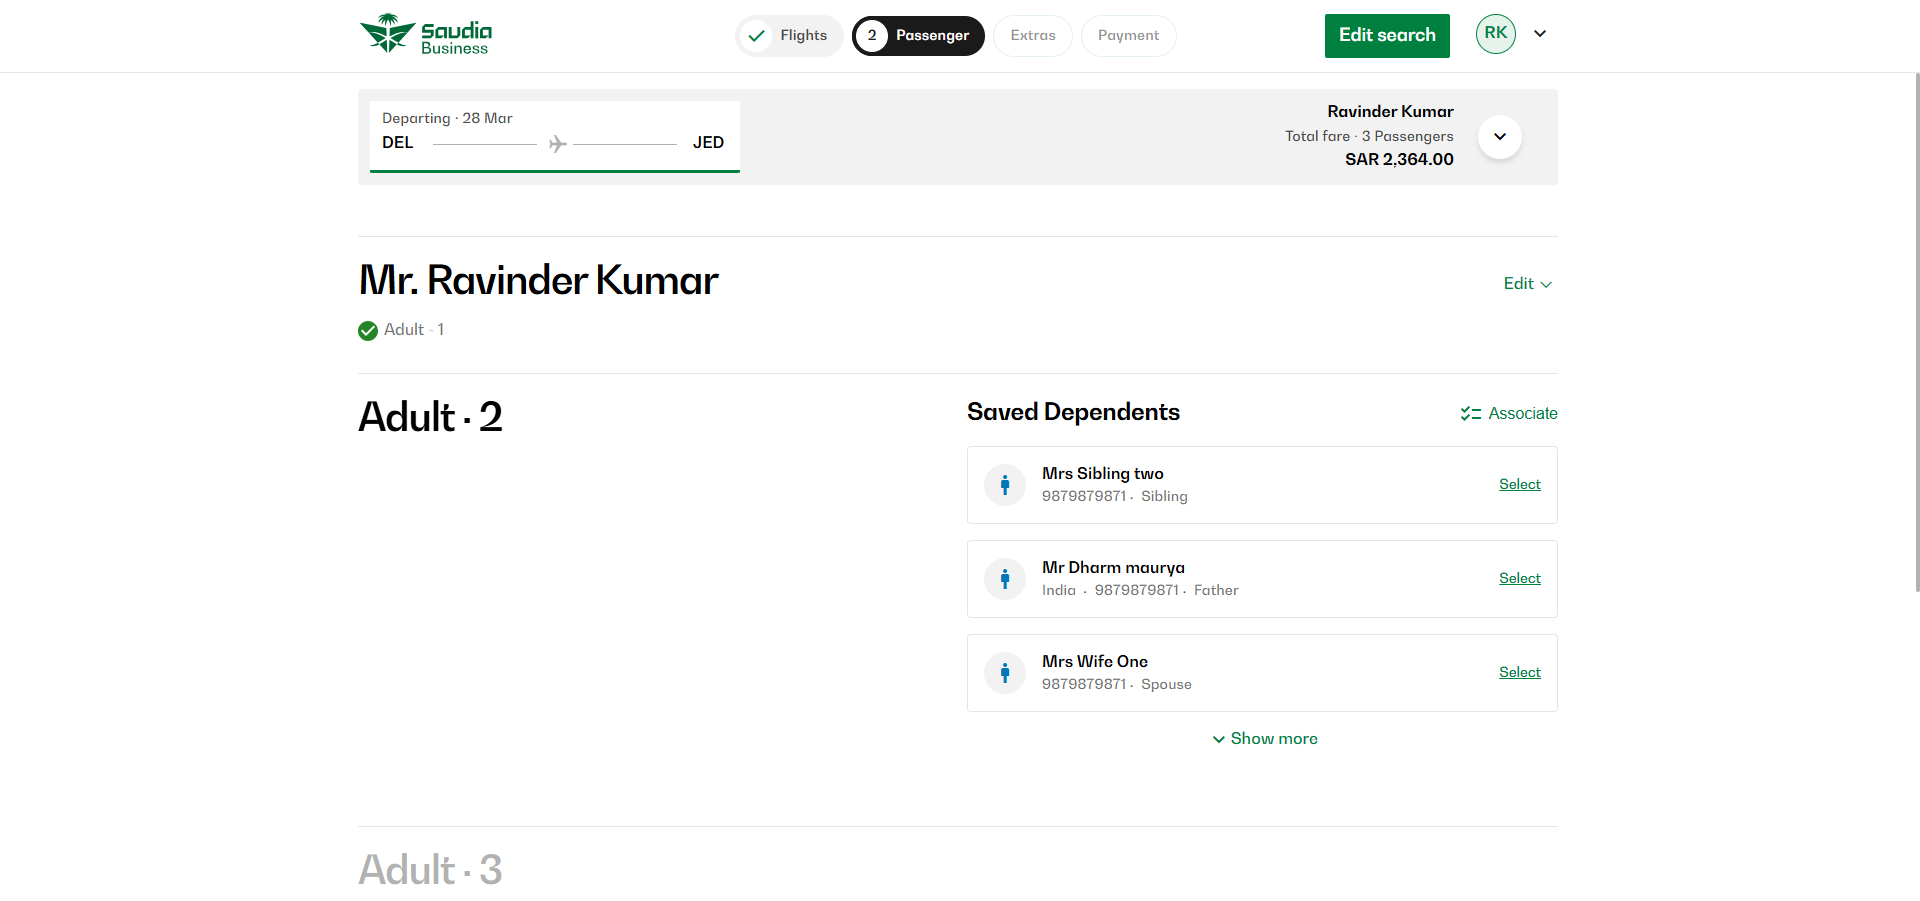 Saudia
Business
Flights
2 Passenger
Extras
Payment
Edit search
RK
Departing · 28 Mar
DEL
JED
Ravinder Kumar
Total fare · 3 Passengers
SAR 2,364.00
Mr. Ravinder Kumar
Edit
Adult - 1
Adult · 2
Saved Dependents
Associate
Mrs Sibling two
9879879871 · Sibling
Select
Mr Dharm maurya
India · 9879879871 · Father
Select
Mrs Wife One
9879879871 · Spouse
Select
Show more
Adult · 3